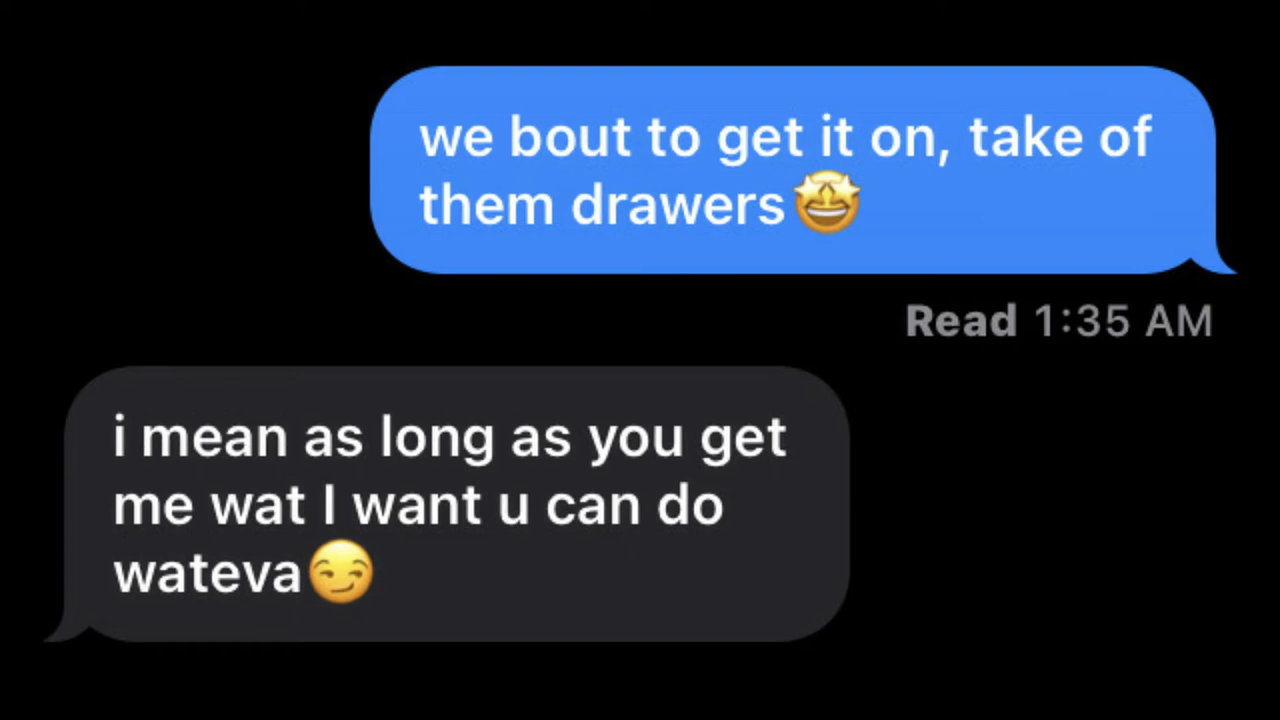 we bout to get it on, take of
them drawers🤩
Read 1:35 AM
i mean as long as you get
me wat I want u can do
wateva😏